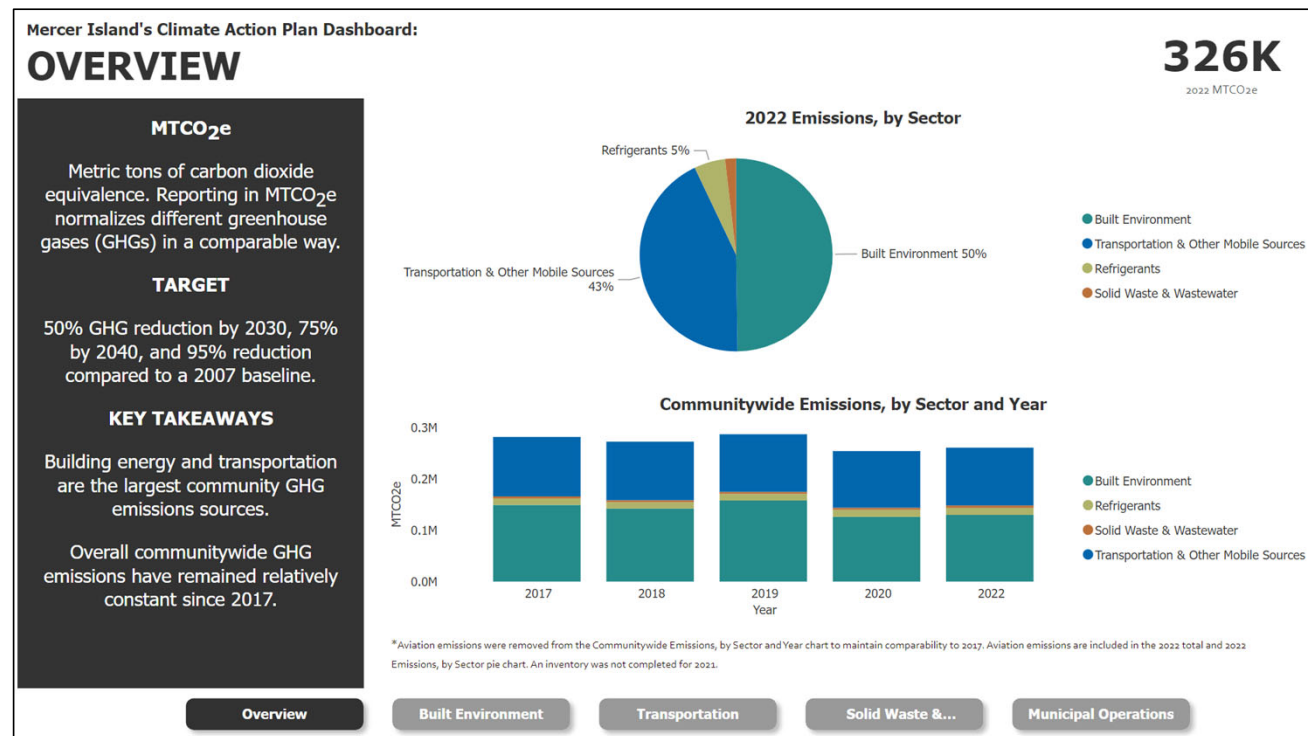 Mercer Island's Climate Action Plan Dashboard:
OVERVIEW
326K
2022 MTCO2e
MTCO₂e
Metric tons of carbon dioxide
equivalence. Reporting in MTCO₂e
normalizes different greenhouse
gases (GHGs) in a comparable way.
TARGET
50% GHG reduction by 2030, 75%
by 2040, and 95% reduction
compared to a 2007 baseline.
KEY TAKEAWAYS
Building energy and transportation
are the largest community GHG
emissions sources.
Overall communitywide GHG
emissions have remained relatively
constant since 2017.
2022 Emissions, by Sector
Refrigerants 5%
Transportation & Other Mobile Sources
43%
Built Environment 50%
Built Environment
Transportation & Other Mobile Sources
Refrigerants
Solid Waste & Wastewater
Communitywide Emissions, by Sector and Year
0.3M
0.2M
0.1M
0.0M
MTCO2e
2017
2018
2019
2020
2022
Year
Built Environment
Refrigerants
Solid Waste & Wastewater
Transportation & Other Mobile Sources
*Aviation emissions were removed from the Communitywide Emissions, by Sector and Year chart to maintain comparability to 2017. Aviation emissions are included in the 2022 total and 2022
Emissions, by Sector pie chart. An inventory was not completed for 2021.
Overview
Built Environment
Transportation
Solid Waste &...
Municipal Operations